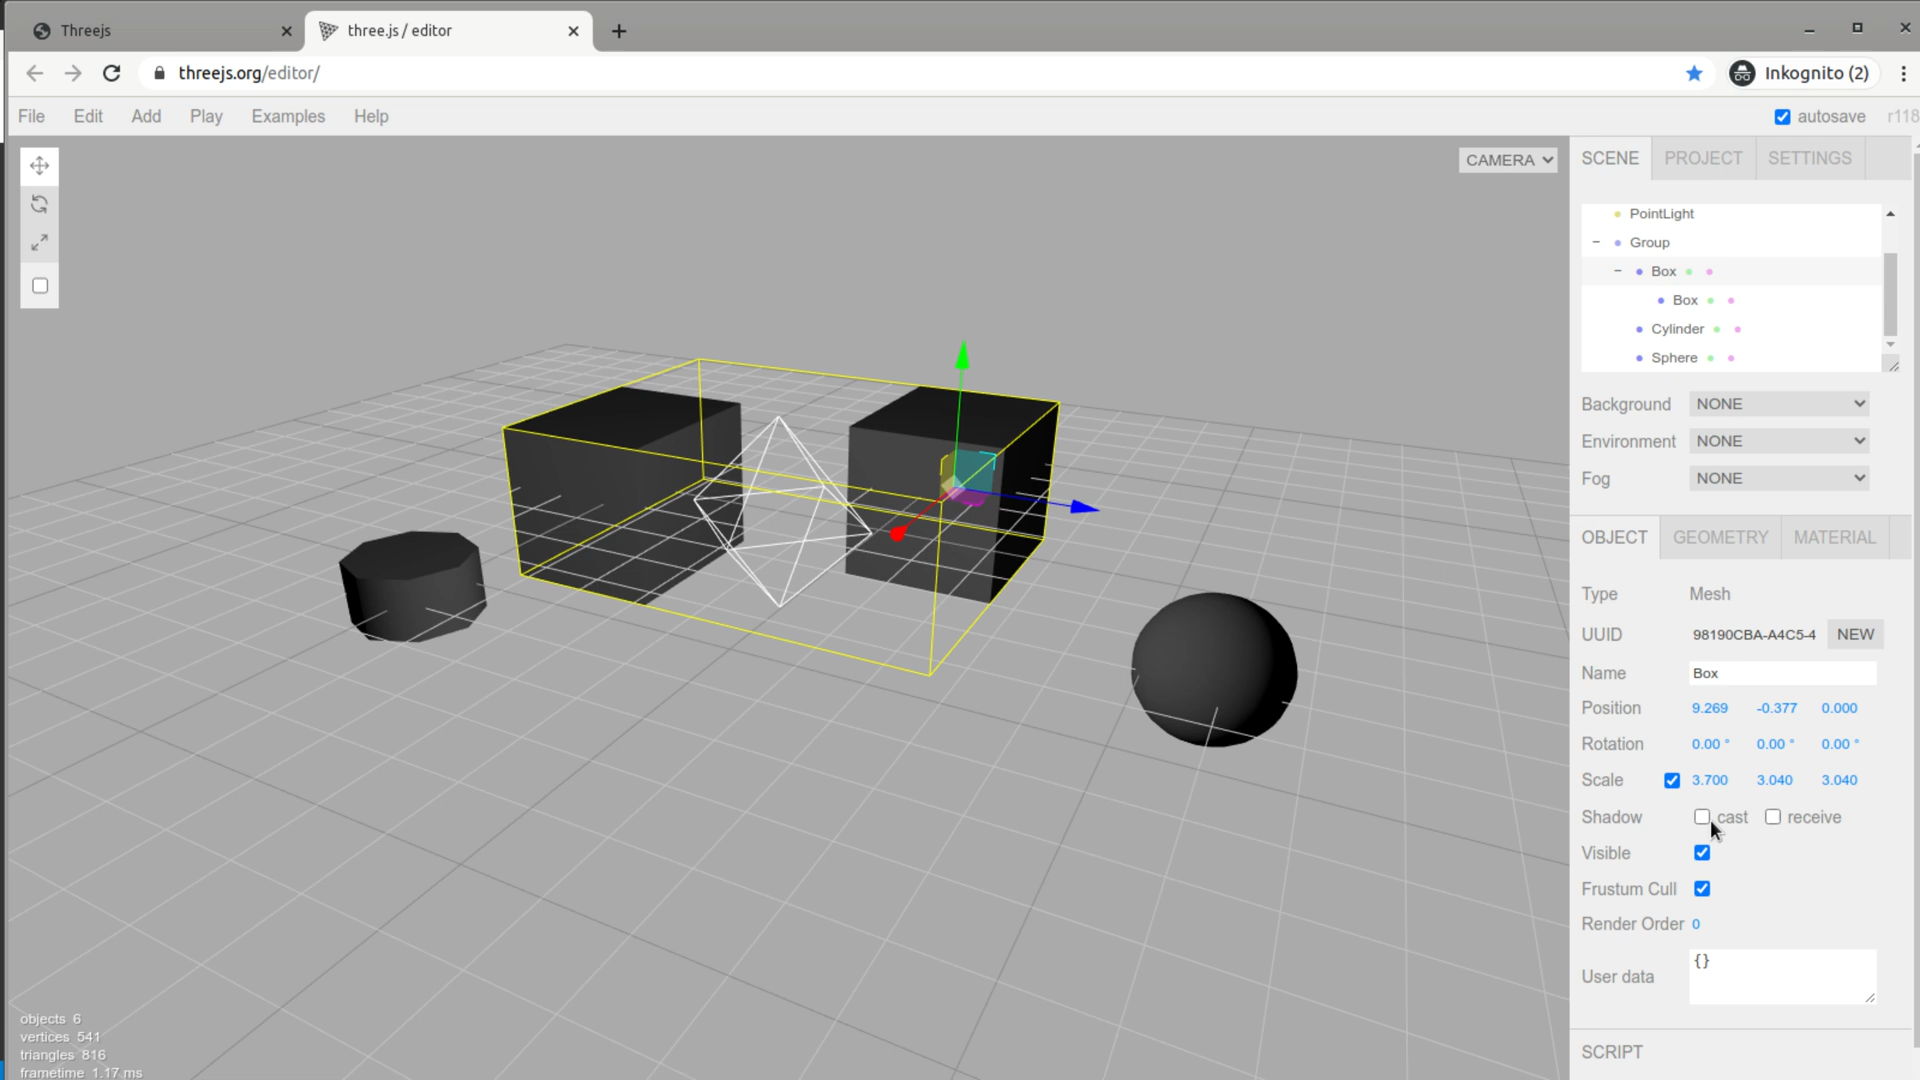 Threejs
three.js / editor
threejs.org/editor/
Inkognito (2)
File Edit Add Play Examples Help
autosave r118
CAMERA
SCENE PROJECT SETTINGS
PointLight
Group
Box
Box
Cylinder
Sphere
Background NONE
Environment NONE
Fog NONE
OBJECT GEOMETRY MATERIAL
Type Mesh
UUID 98190CBA-A4C5-4 NEW
Name Box
Position 9.269 -0.377 0.000
Rotation 0.00 ° 0.00 ° 0.00 °
Scale 3.700 3.040 3.040
Shadow cast receive
Visible
Frustum Cull
Render Order 0
User data {}
SCRIPT
objects 6
vertices 541
triangles 816
frametime 1.17 ms